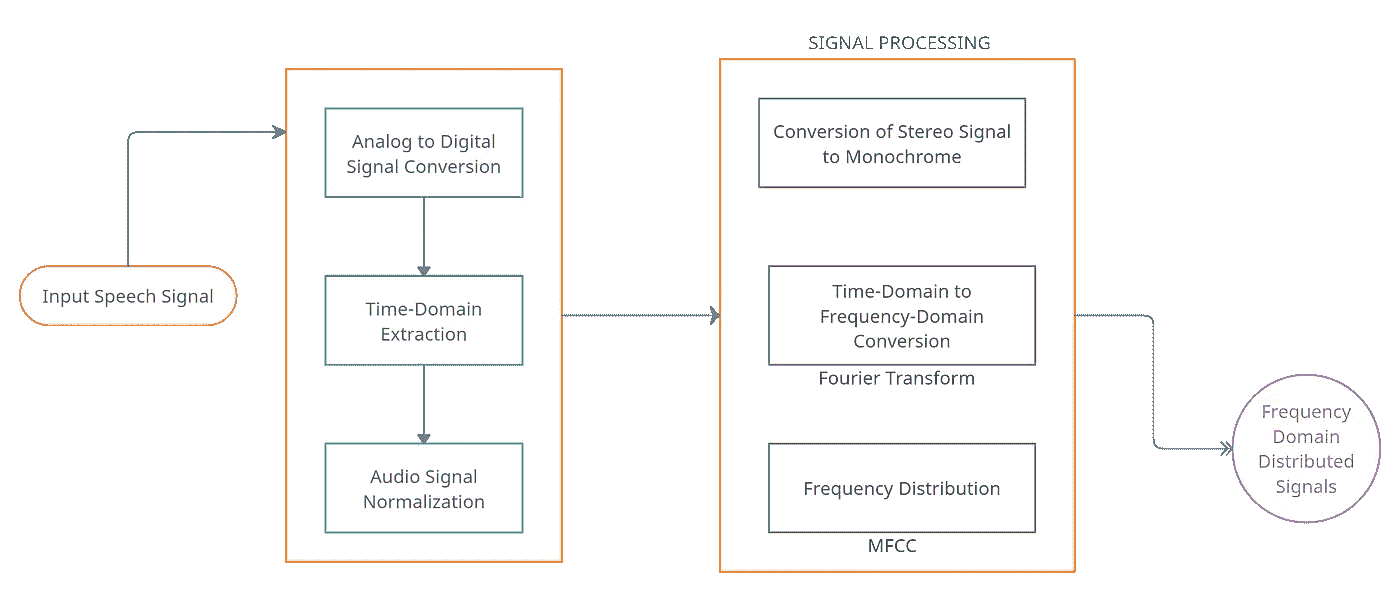 SIGNAL PROCESSING
Input Speech Signal
Analog to Digital
Signal Conversion
Time-Domain
Extraction
Audio Signal
Normalization
Conversion of Stereo Signal
to Monochrome
Time-Domain to
Frequency-Domain
Conversion
Fourier Transform
Frequency Distribution
MFCC
Frequency
Domain
Distributed
Signals